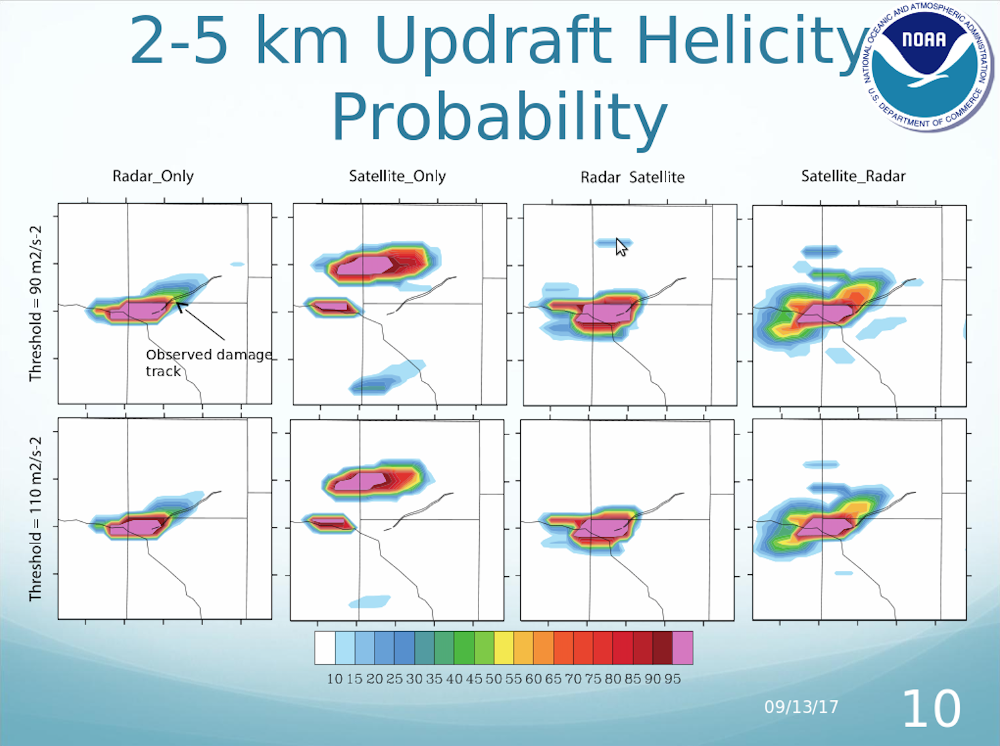 2-5 km Updraft Helicity
Probability
NOAA
NATIONAL OCEANIC AND ATMOSPHERIC ADMINISTRATION
U.S. DEPARTMENT OF COMMERCE
Radar_Only
Satellite_Only
Radar Satellite
Satellite_Radar
Threshold = 90 m2/s-2
Observed damage
track
Threshold = 110 m2/s-2
10 15 20 25 30 35 40 45 50 55 60 65 70 75 80 85 90 95
09/13/17
10